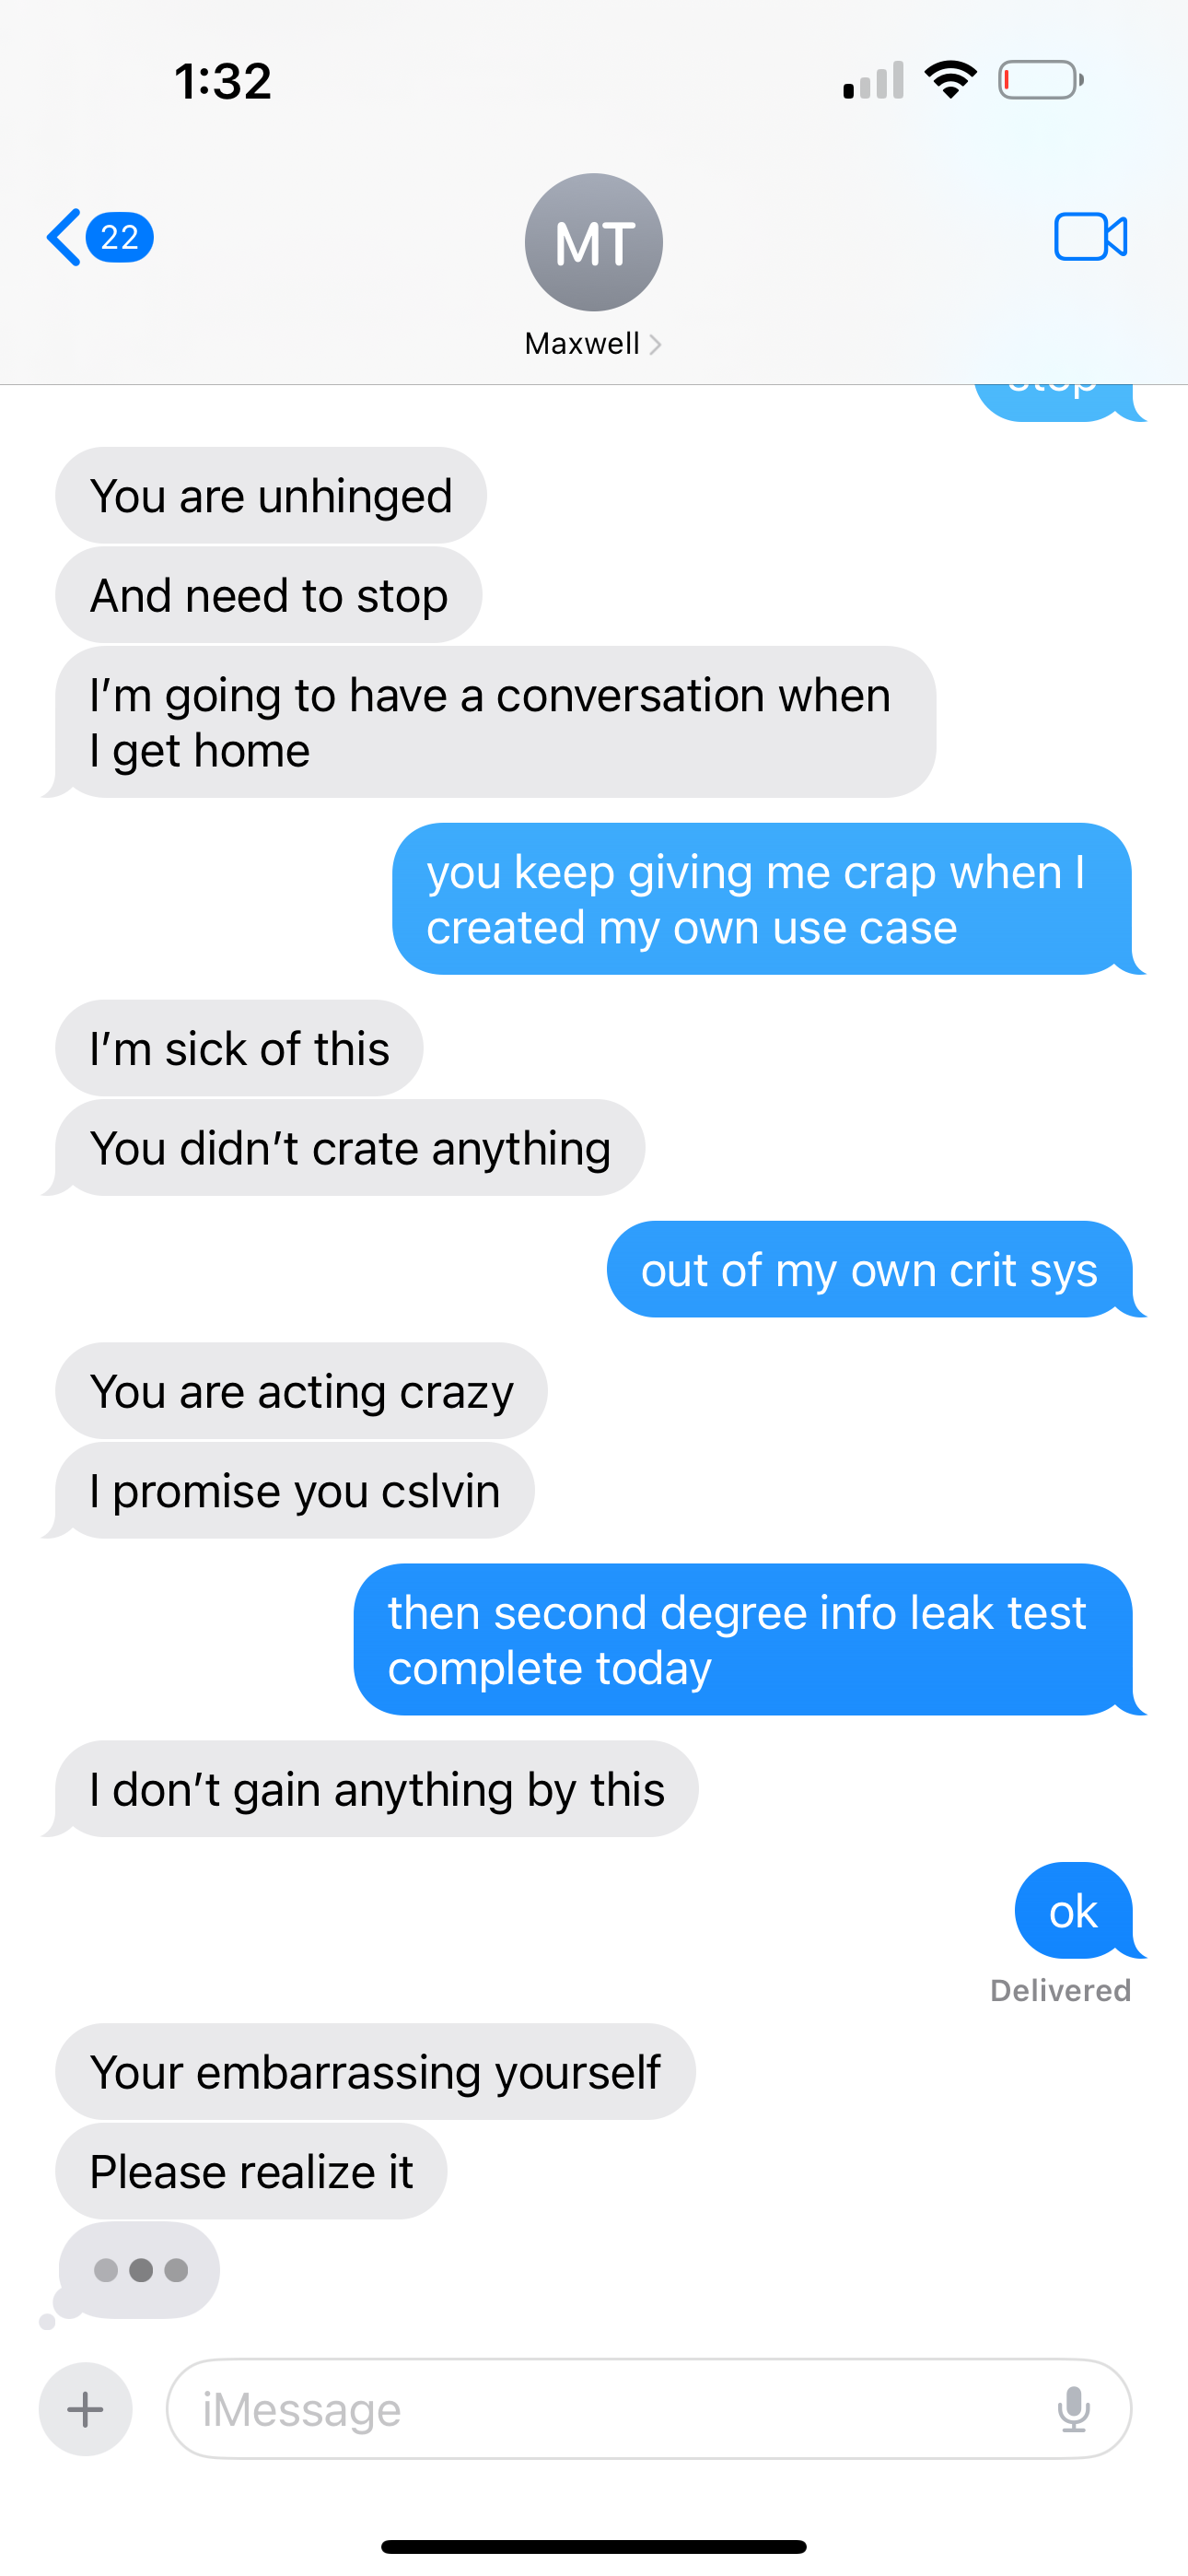 1:32
22
MT
Maxwell
stop
You are unhinged
And need to stop
I’m going to have a conversation when
I get home
you keep giving me crap when I
created my own use case
I’m sick of this
You didn’t crate anything
out of my own crit sys
You are acting crazy
I promise you cslvin
then second degree info leak test
complete today
I don’t gain anything by this
ok
Delivered
Your embarrassing yourself
Please realize it
iMessage